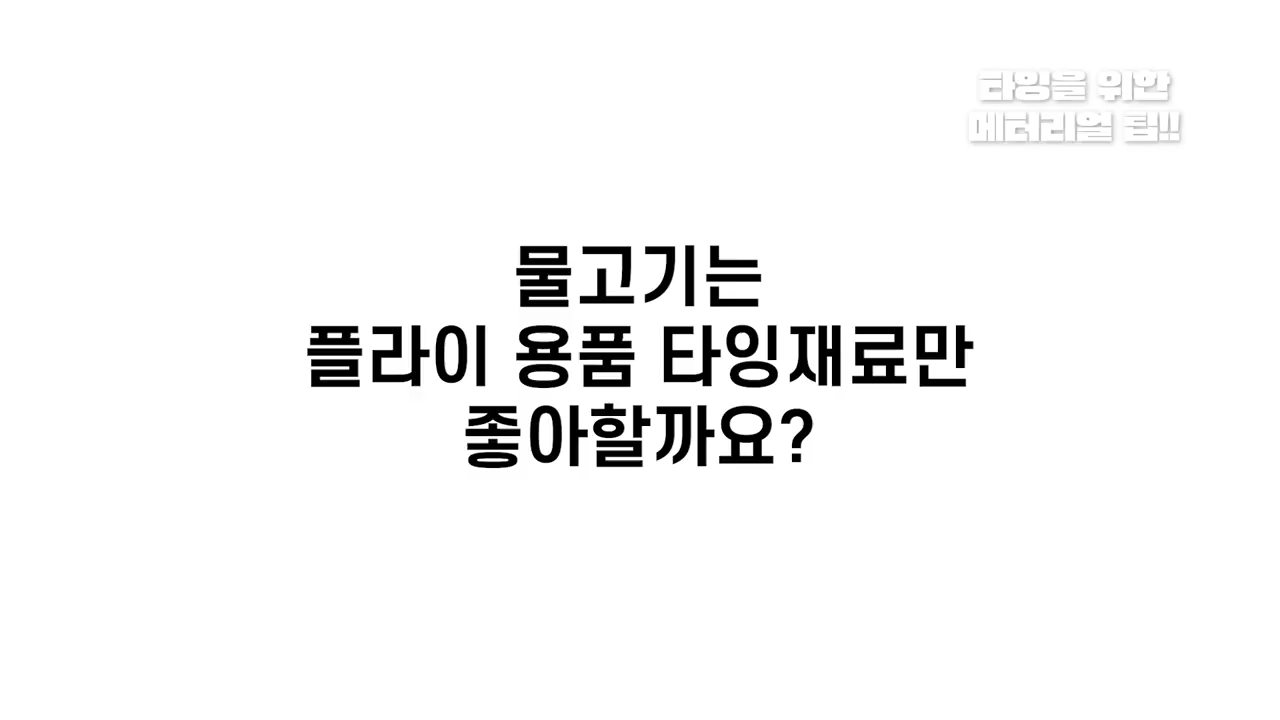 타잉을 위한
메터리얼 팁!!
물고기는
플라이 용품 타잉재료만
좋아할까요?